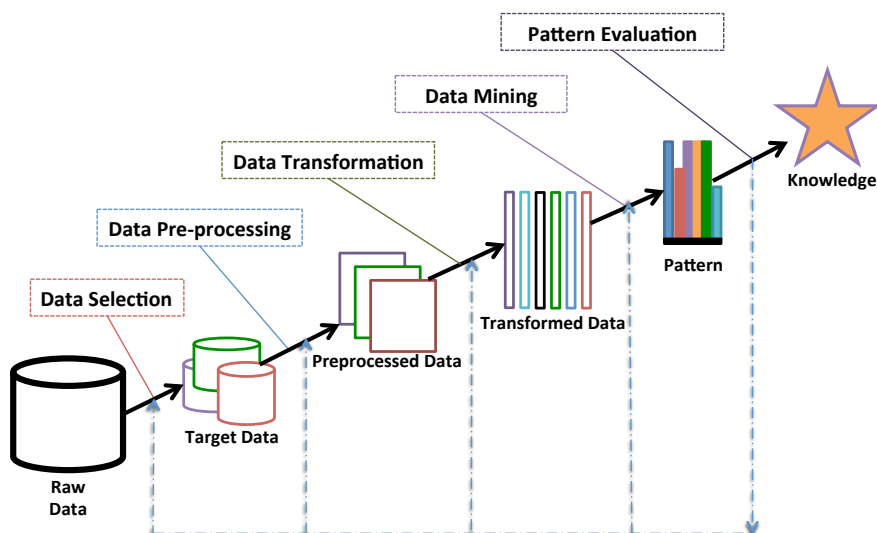 Pattern Evaluation
Data Mining
Data Transformation
Data Pre-processing
Data Selection
Knowledge
Pattern
Transformed Data
Preprocessed Data
Target Data
Raw
Data